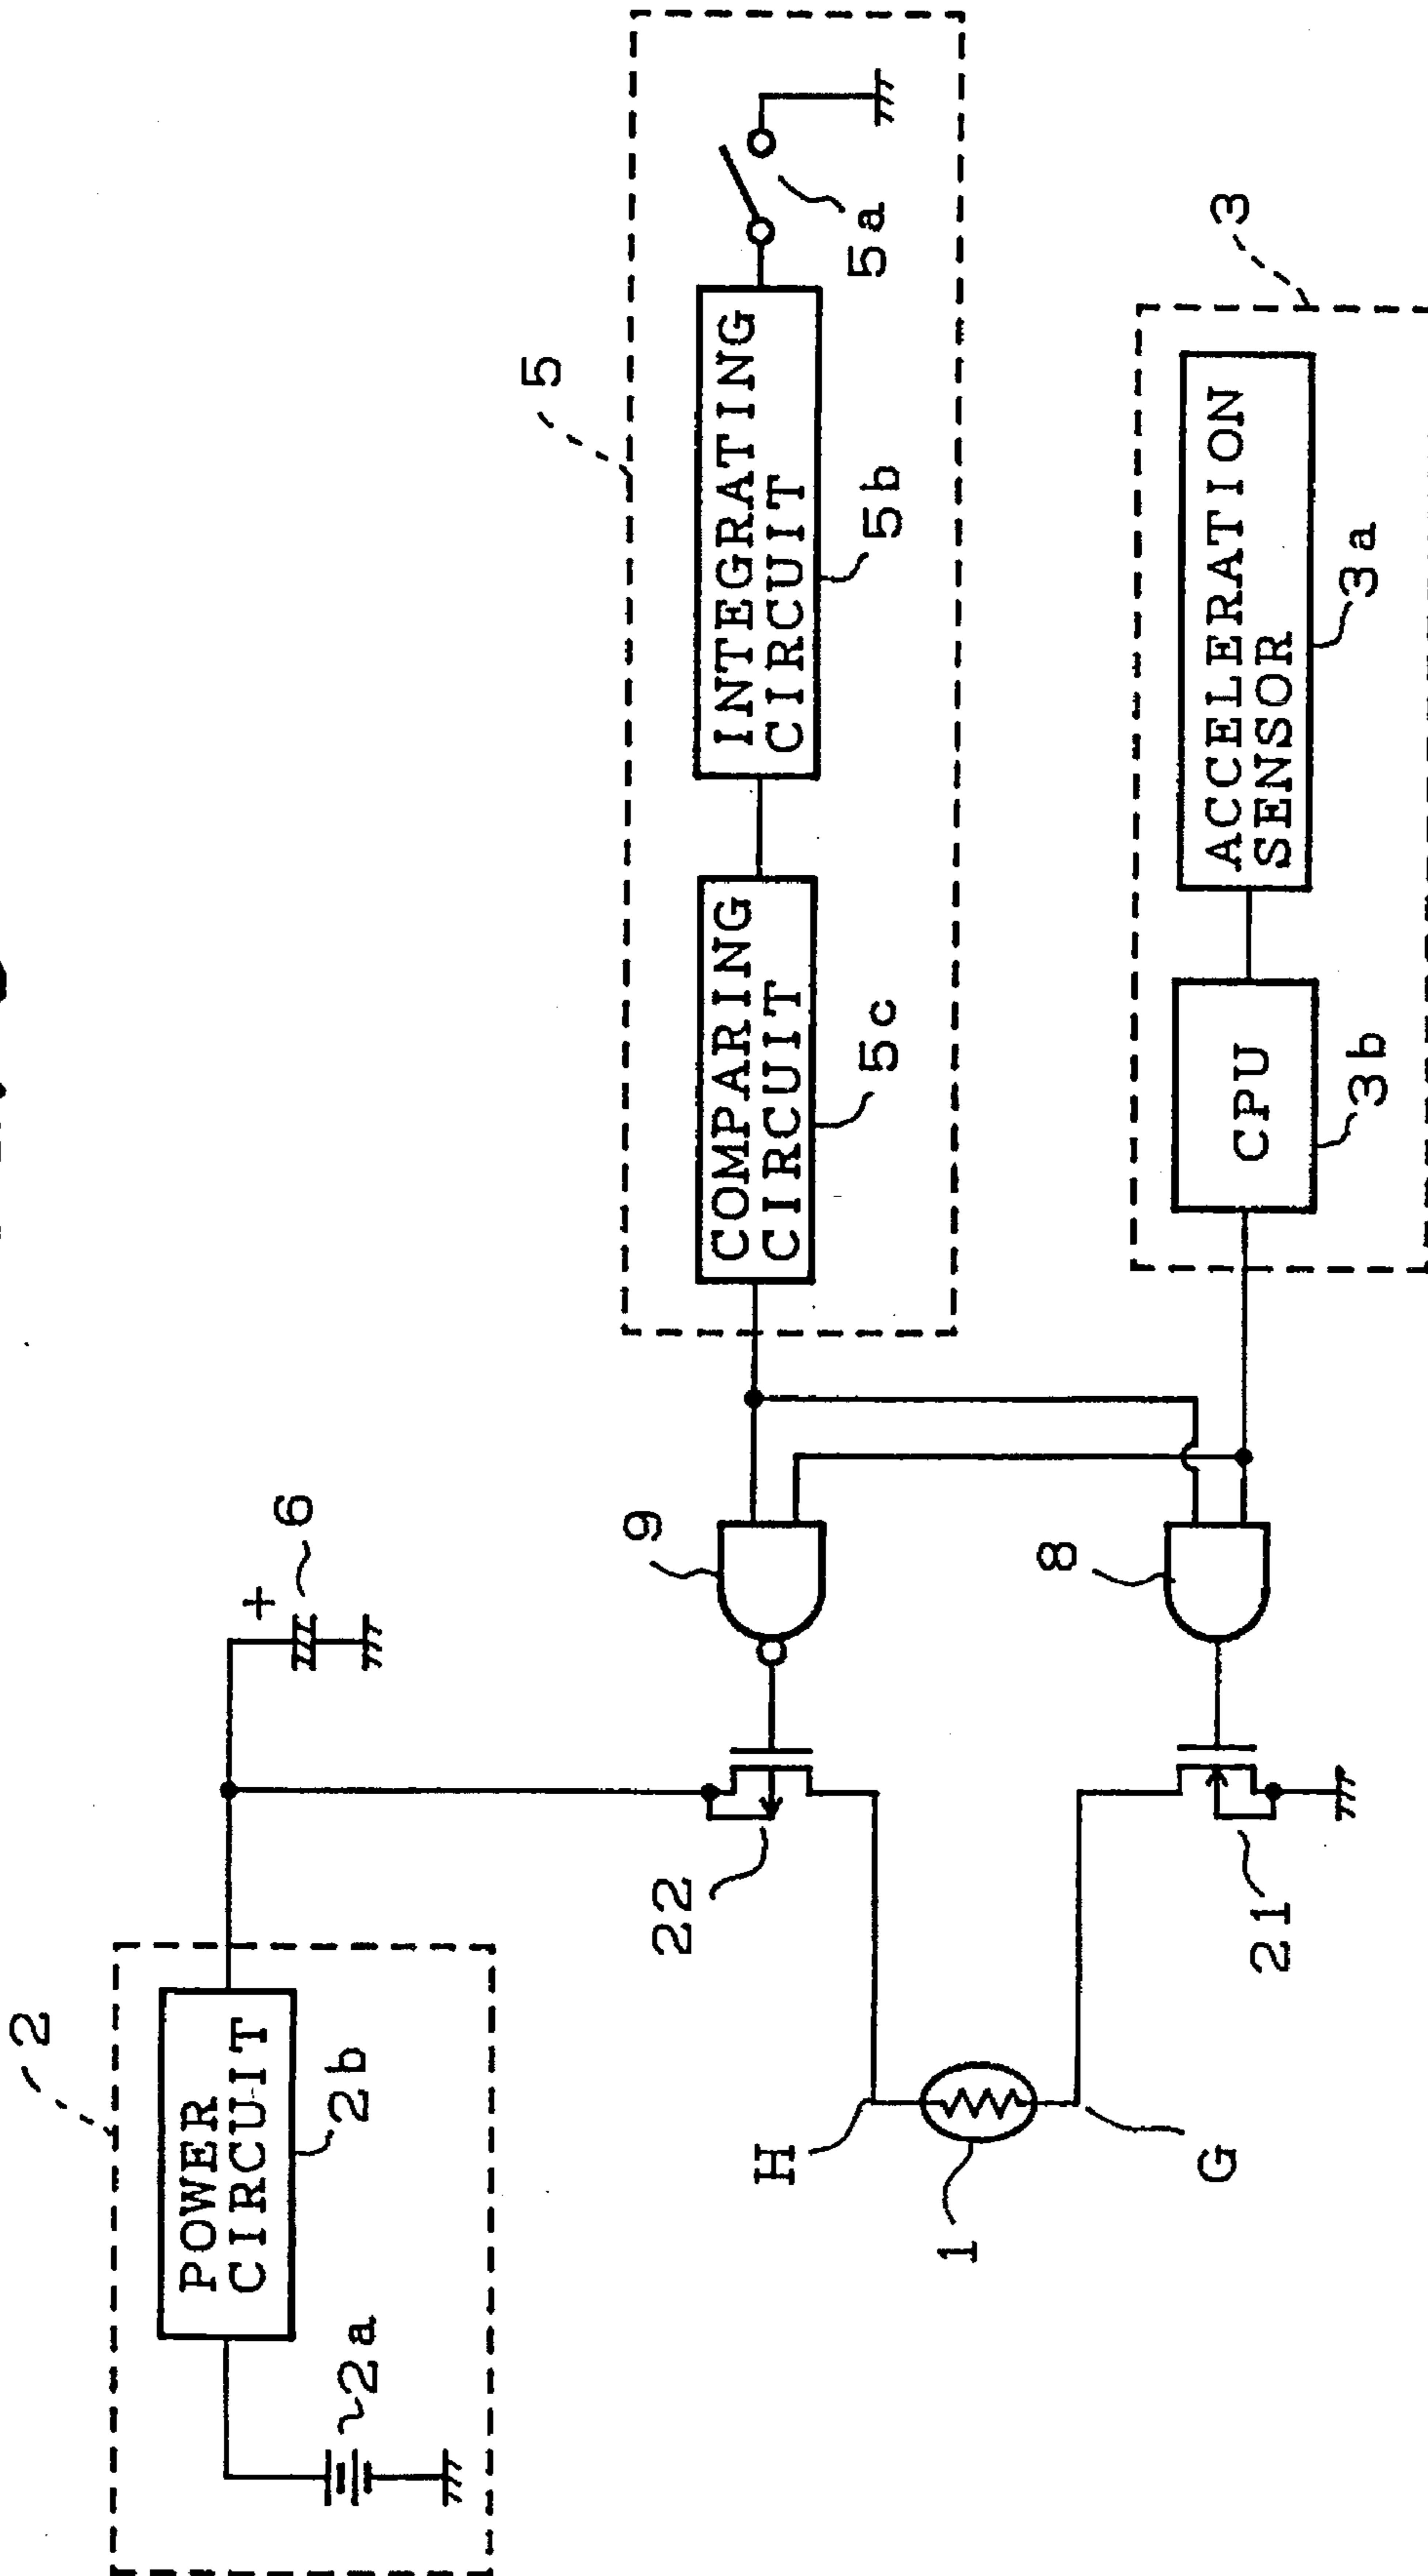 2
POWER
CIRCUIT
2b
2a
6
5
COMPARING
CIRCUIT
5c
INTEGRATING
CIRCUIT
5b
5a
9
22
H
1
G
8
21
3
CPU
3b
ACCELERATION
SENSOR
3a